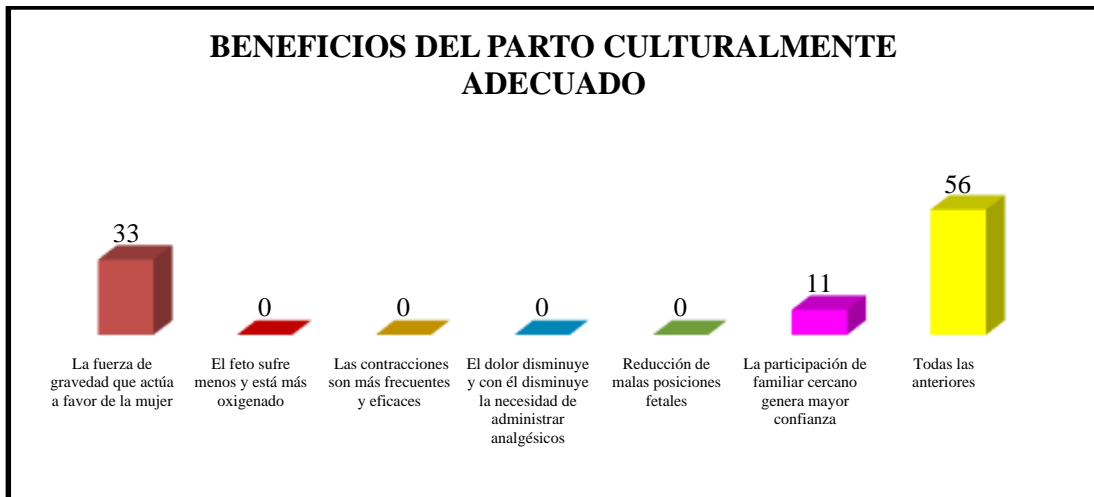 BENEFICIOS DEL PARTO CULTURALMENTE
ADECUADO
33
0
0
0
0
11
56
La fuerza de
gravedad que actúa
a favor de la mujer
El feto sufre
menos y está más
oxigenado
Las contracciones
son más frecuentes
y eficaces
El dolor disminuye
y con él disminuye
la necesidad de
administrar
analgésicos
Reducción de
malas posiciones
fetales
La participación de
familiar cercano
genera mayor
confianza
Todas las
anteriores